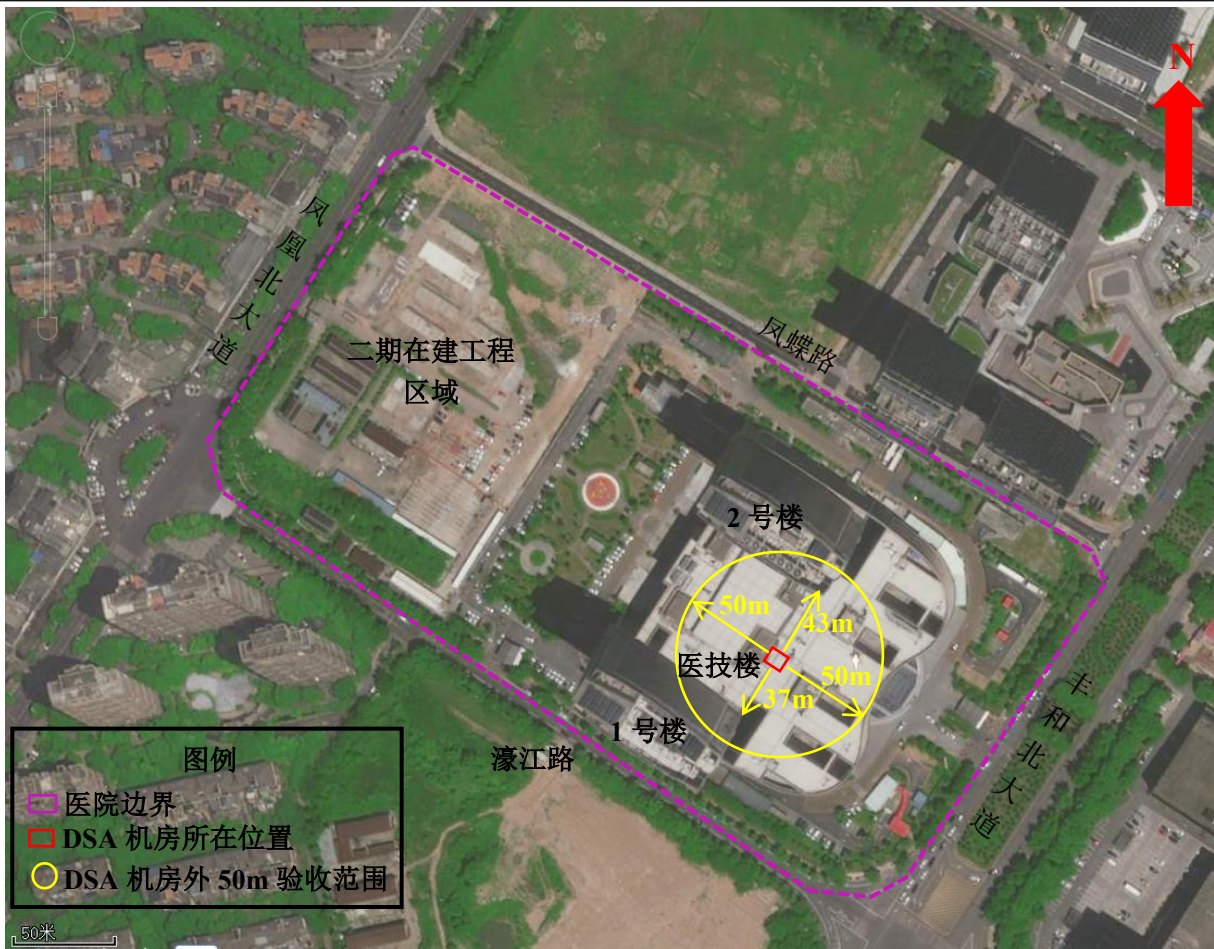 N
凤凰北大道
凤蝶路
二期在建工程
区域
2 号楼
50m
43m
医技楼
50m
37m
1 号楼
濠江路
丰和北大道
图例
医院边界
DSA 机房所在位置
DSA 机房外 50m 验收范围
50米